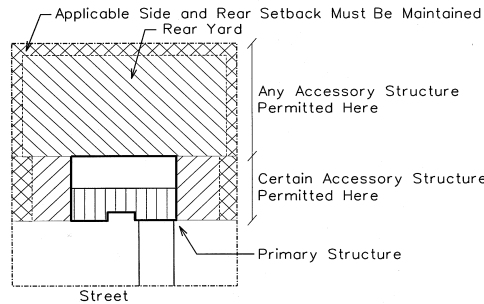 Applicable Side and Rear Setback Must Be Maintained
Rear Yard
Any Accessory Structure
Permitted Here
Certain Accessory Structure
Permitted Here
Primary Structure
Street